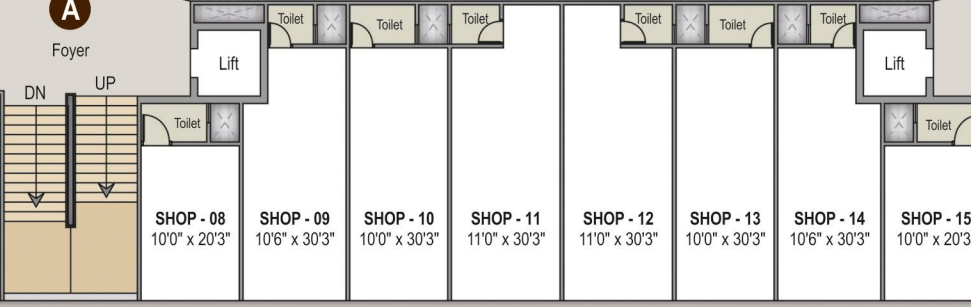 A
Foyer
DN
UP
Lift
Toilet
Toilet
Toilet
Toilet
Toilet
Toilet
Lift
Toilet
Toilet
SHOP - 08
10'0" x 20'3"
SHOP - 09
10'6" x 30'3"
SHOP - 10
10'0" x 30'3"
SHOP - 11
11'0" x 30'3"
SHOP - 12
11'0" x 30'3"
SHOP - 13
10'0" x 30'3"
SHOP - 14
10'6" x 30'3"
SHOP - 15
10'0" x 20'3